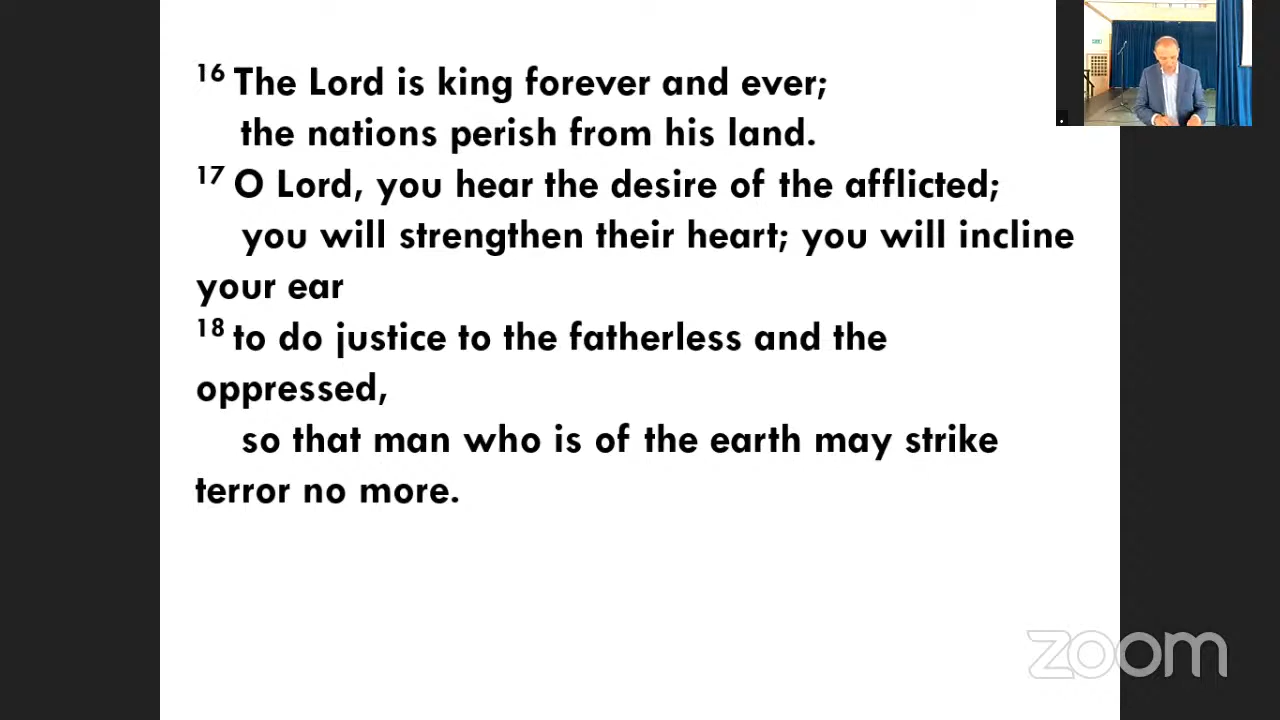 16 The Lord is king forever and ever;
the nations perish from his land.
17 O Lord, you hear the desire of the afflicted;
you will strengthen their heart; you will incline
your ear
18 to do justice to the fatherless and the
oppressed,
so that man who is of the earth may strike
terror no more.
zoom